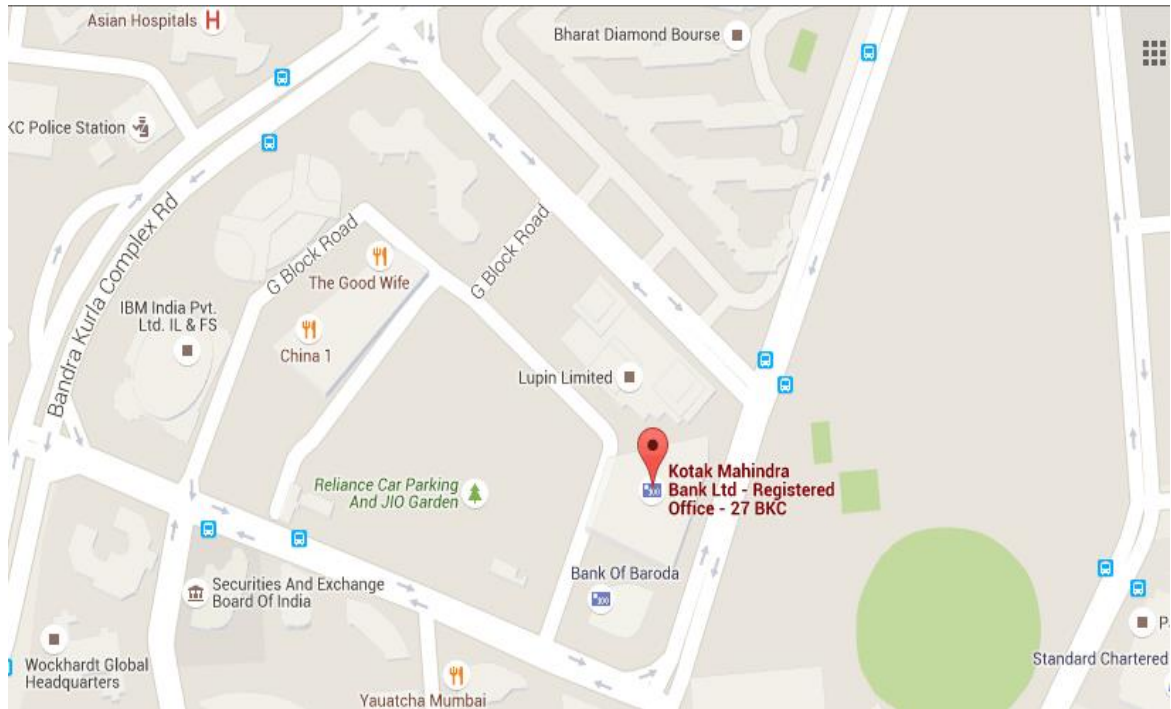 Asian Hospitals
H
Bharat Diamond Bourse
KC Police Station
Bandra Kurla Complex Rd
G Block Road
G Block Road
The Good Wife
IBM India Pvt.
Ltd. IL & FS
China 1
Lupin Limited
Kotak Mahindra
Bank Ltd - Registered
Office - 27 BKC
Reliance Car Parking
And JIO Garden
Bank Of Baroda
Securities And Exchange
Board Of India
Wockhardt Global
Headquarters
Yauatcha Mumbai
Pa
Standard Chartered